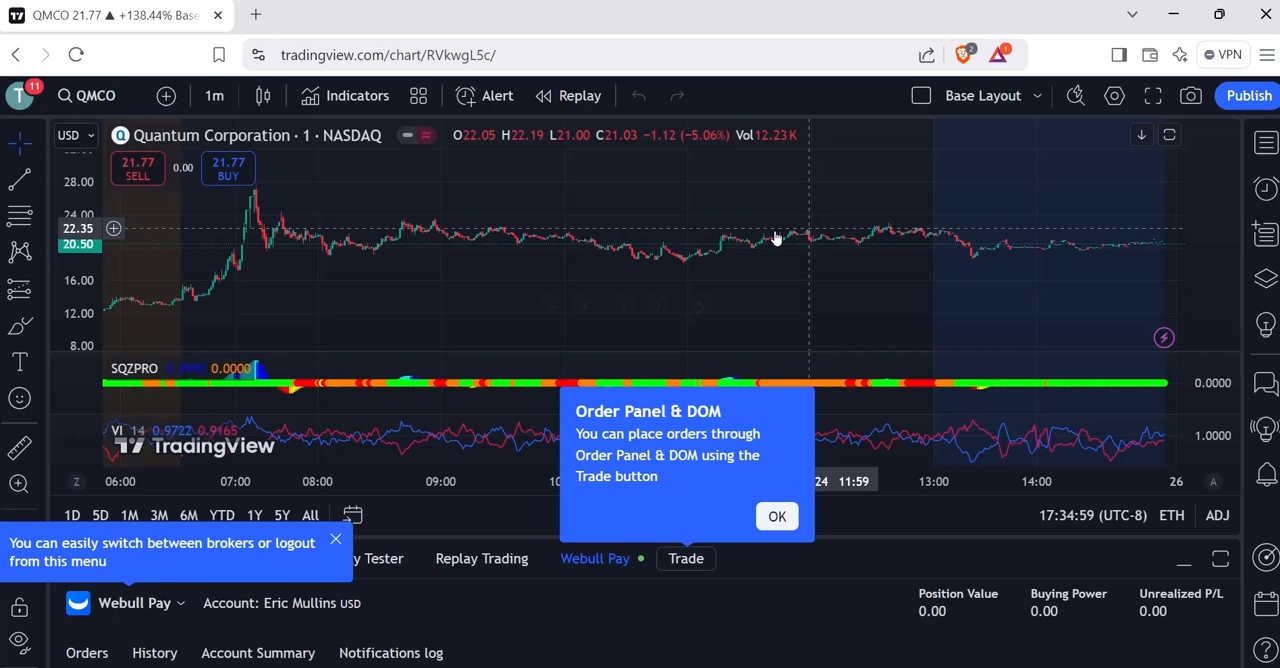 QMCO 21.77 ▲ +138.44% Base
tradingview.com/chart/RVkwgL5c/
2
1
VPN
T
11
QMCO
1m
Indicators
Alert
Replay
Base Layout
Publish
USD
Quantum Corporation · 1 · NASDAQ
O22.05 H22.19 L21.00 C21.03 -1.12 (-5.06%) Vol12.23K
21.77
SELL
0.00
21.77
BUY
28.00
24.00
22.35
20.50
16.00
12.00
8.00
SQZPRO
0.0000
0.0000
VI 14 0.9722 0.9165
TradingView
1.0000
Z
06:00
07:00
08:00
09:00
24 11:59
13:00
14:00
26
A
Order Panel & DOM
You can place orders through
Order Panel & DOM using the
Trade button
OK
1D 5D 1M 3M 6M YTD 1Y 5Y All
17:34:59 (UTC-8) ETH ADJ
You can easily switch between brokers or logout
from this menu
y Tester
Replay Trading
Webull Pay
Trade
Webull Pay
Account: Eric Mullins USD
Position Value
0.00
Buying Power
0.00
Unrealized P/L
0.00
Orders
History
Account Summary
Notifications log